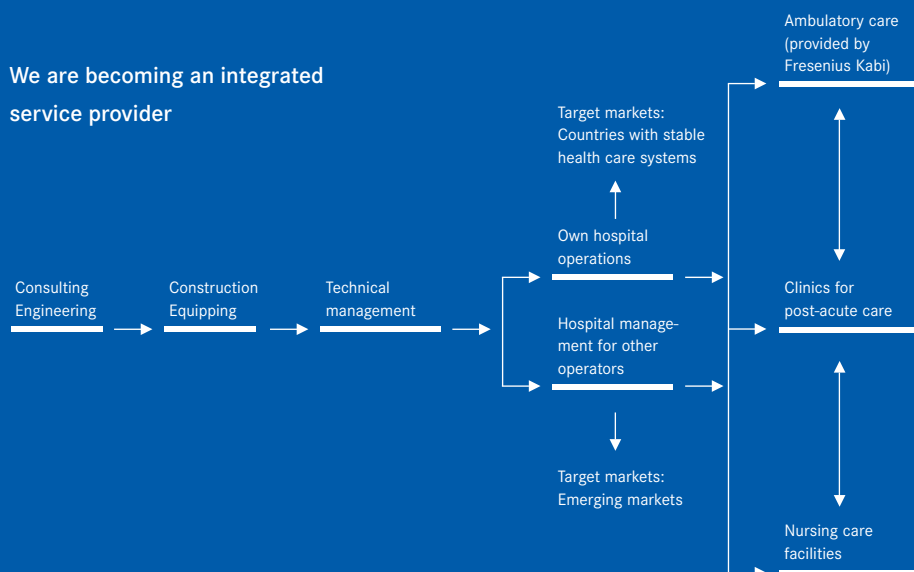 We are becoming an integrated
service provider
Consulting
Engineering
Construction
Equipping
Technical
management
Target markets:
Countries with stable
health care systems
Own hospital
operations
Hospital manage-
ment for other
operators
Target markets:
Emerging markets
Ambulatory care
(provided by
Fresenius Kabi)
Clinics for
post-acute care
Nursing care
facilities